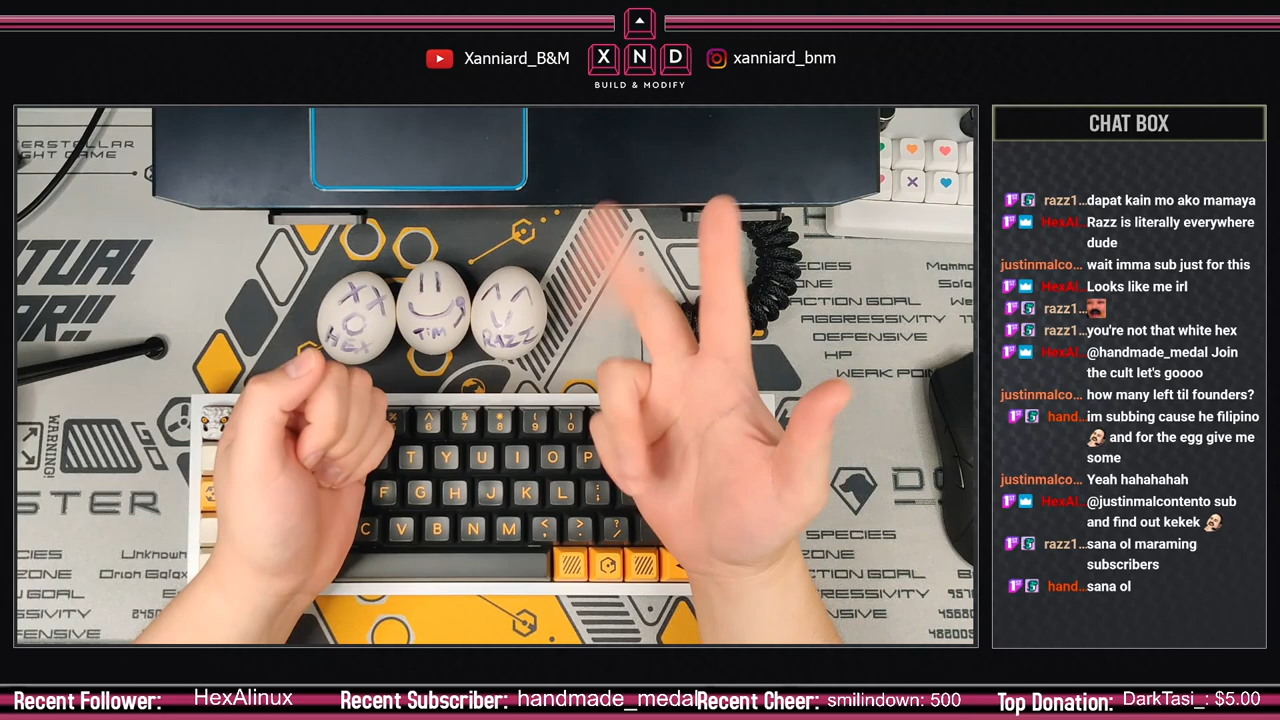 X N D
BUILD & MODIFY
Xanniard_B&M
xanniard_bnm
CHAT BOX
razz1... dapat kain mo ako mamaya
HexAl... Razz is literally everywhere
dude
justinmalco... wait imma sub just for this
HexAl... Looks like me irl
razz1...
razz1... you're not that white hex
HexAl... @handmade_medal Join
the cult let's goooo
justinmalco... how many left til founders?
hand... im subbing cause he filipino
and for the egg give me
some
justinmalco... Yeah hahahahah
HexAl... @justinmalcontento sub
and find out kekek
razz1... sana ol maraming
subscribers
hand... sana ol
HEX
TIM
RAZZ
WARNING!
STER
SPECIES
ACTION GOAL
AGGRESSIVITY
DEFENSIVE
HP
WEAK POIN
Unknown
Orion Galax
SPECIES
T Y U I O P
F G H J K L
C V B N M
Recent Follower: HexAlinux
Recent Subscriber: handmade_medal
Recent Cheer: smilindown: 500
Top Donation: DarkTasi_: $5.00